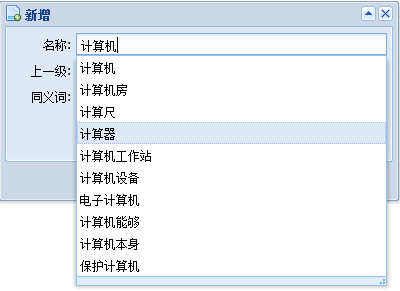 新增
名称: 计算机
上一级:
同义词:
计算机
计算机房
计算尺
计算器
计算机工作站
计算机设备
电子计算机
计算机能够
计算机本身
保护计算机